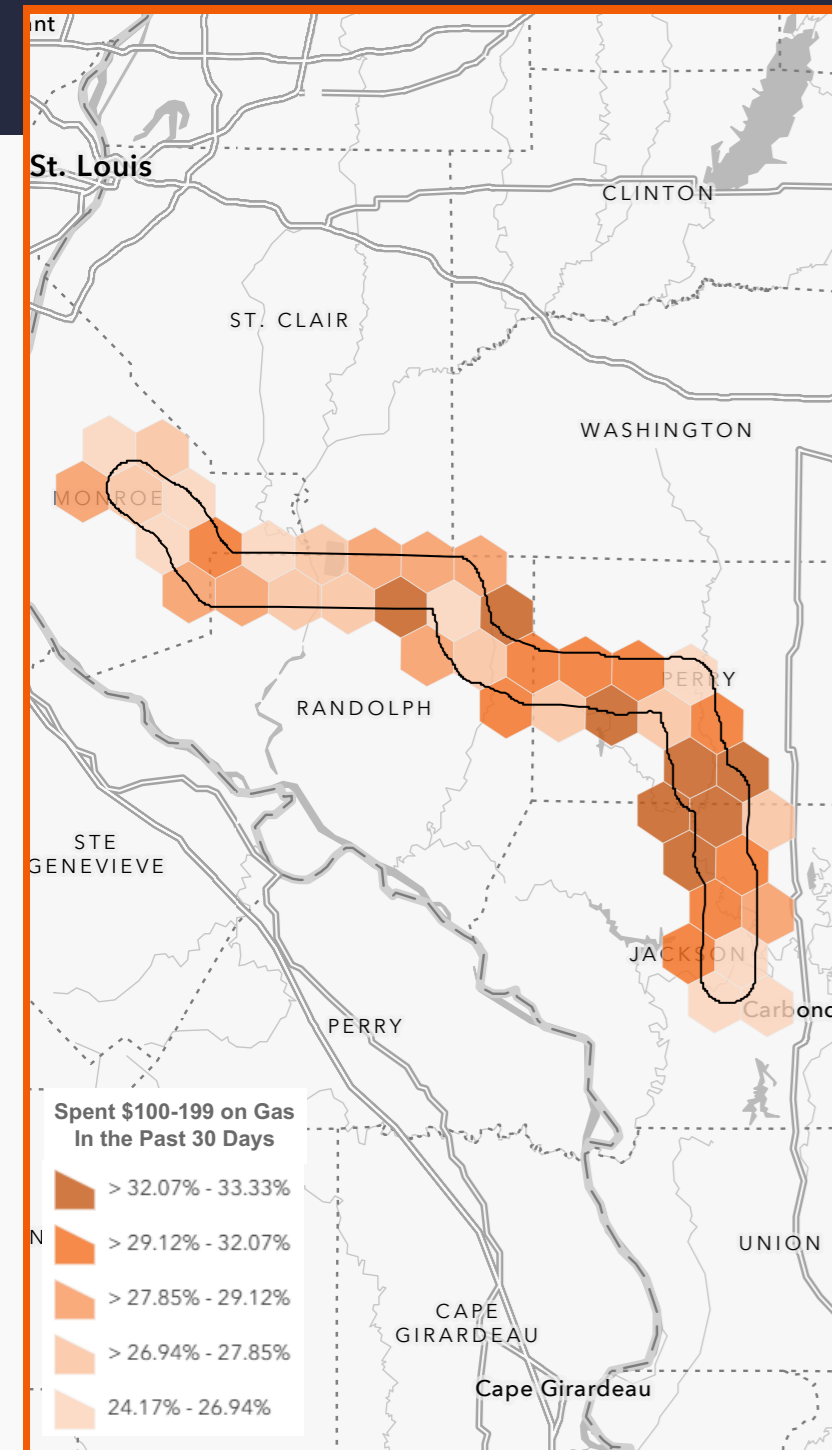 St. Louis
CLINTON
ST. CLAIR
WASHINGTON
MONROE
PERRY
RANDOLPH
STE
GENEVIEVE
JACKSON
PERRY
Spent $100-199 on Gas
In the Past 30 Days
> 32.07% - 33.33%
> 29.12% - 32.07%
> 27.85% - 29.12%
> 26.94% - 27.85%
24.17% - 26.94%
UNION
CAPE
GIRARDEAU
Cape Girardeau